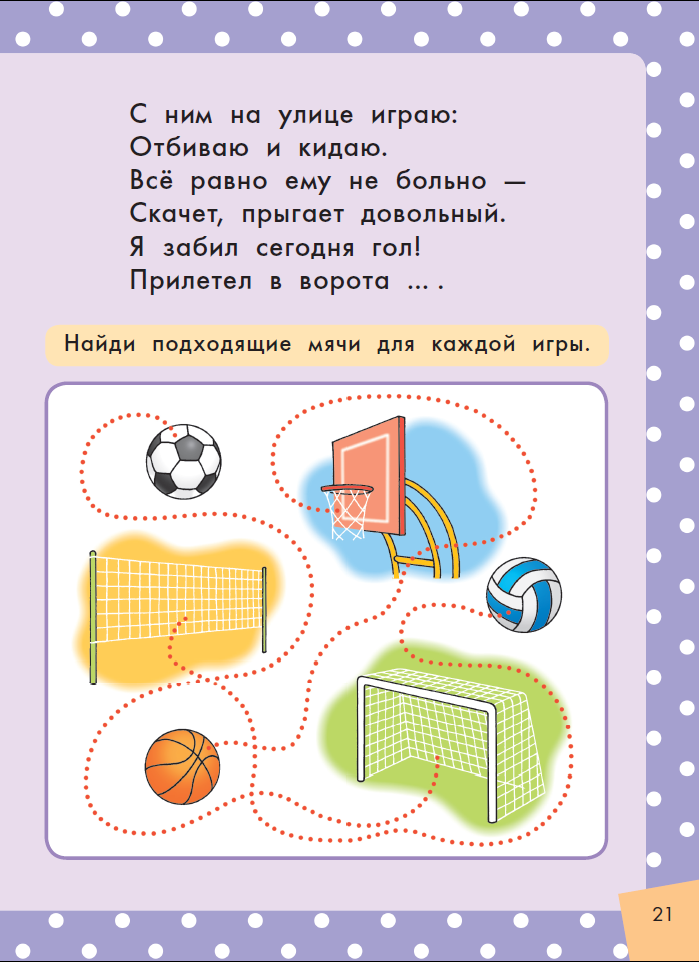 С ним на улице играю:
Отбиваю и кидаю.
Всё равно ему не больно —
Скачет, прыгает довольный.
Я забил сегодня гол!
Прилетел в ворота ... .
Найди подходящие мячи для каждой игры.
21